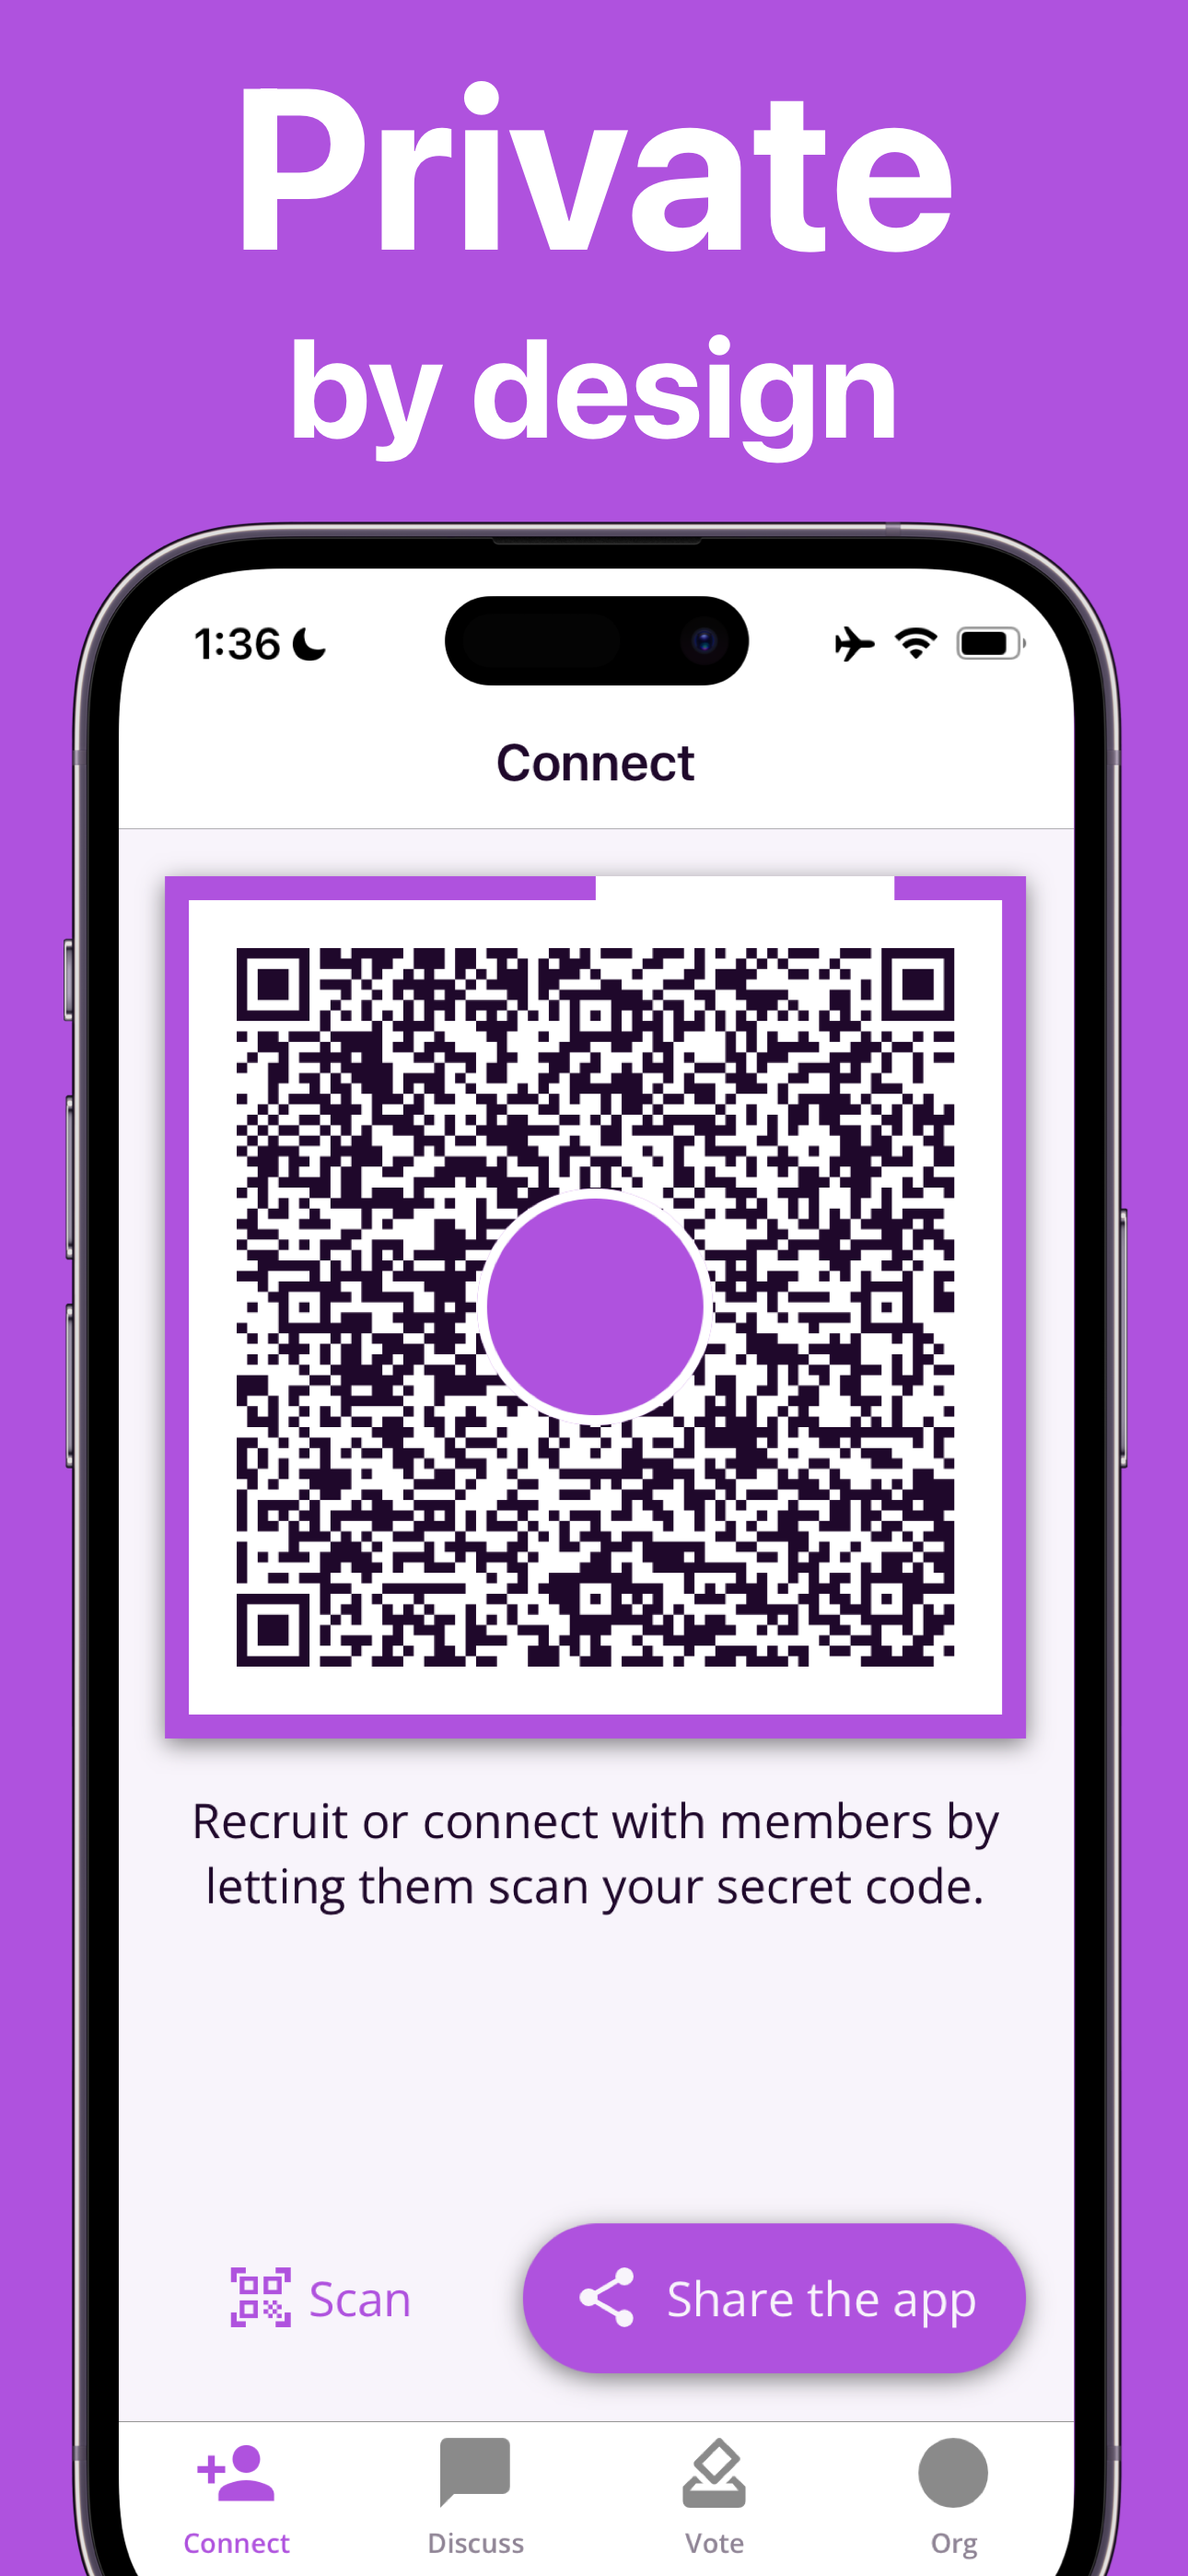 Private
by design
1:36
Connect
Recruit or connect with members by
letting them scan your secret code.
Scan
Share the app
Connect
Discuss
Vote
Org